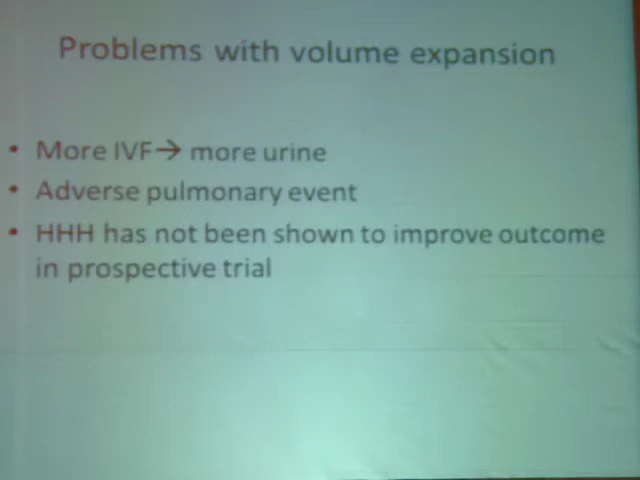 Problems with volume expansion
• More IVF→ more urine
• Adverse pulmonary event
• HHH has not been shown to improve outcome
in prospective trial